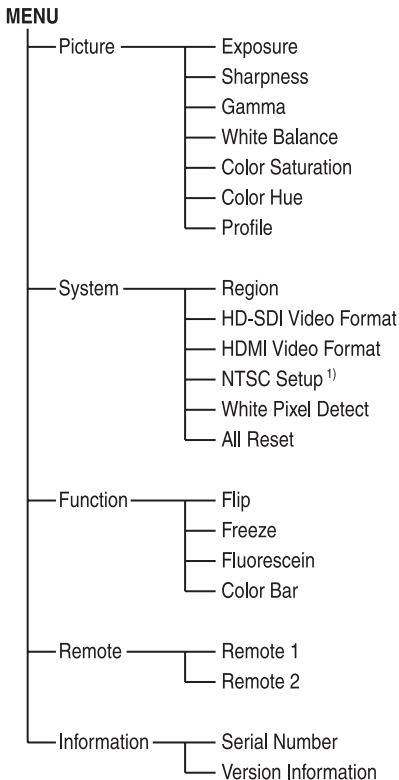 MENU
Picture Exposure
Sharpness
Gamma
White Balance
Color Saturation
Color Hue
Profile
System Region
HD-SDI Video Format
HDMI Video Format
NTSC Setup 1)
White Pixel Detect
All Reset
Function Flip
Freeze
Fluorescein
Color Bar
Remote Remote 1
Remote 2
Information Serial Number
Version Information